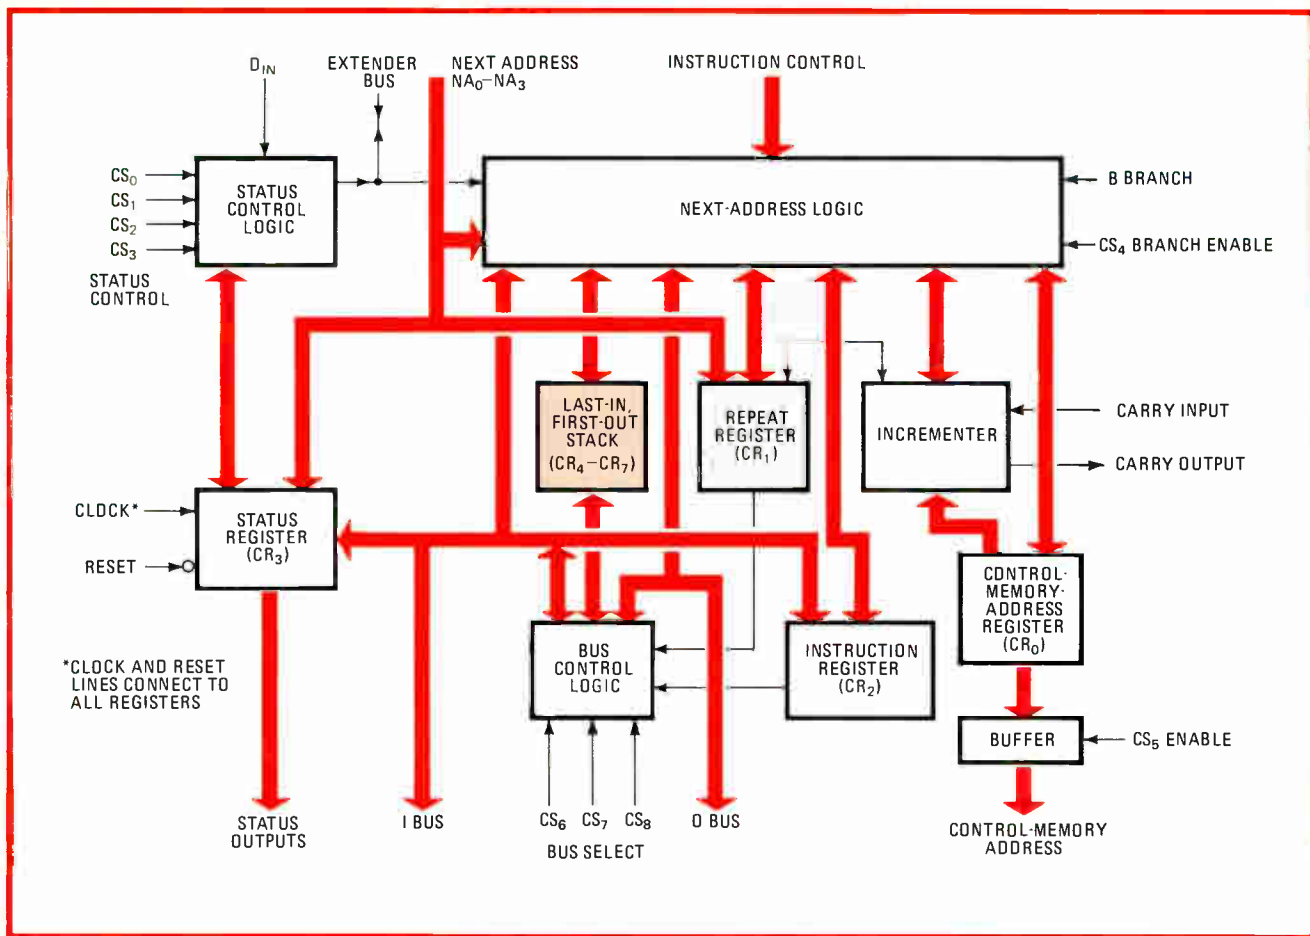 D_IN
EXTENDER
BUS
NEXT ADDRESS
NA₀–NA₃
INSTRUCTION CONTROL
CS₀
CS₁
CS₂
CS₃
STATUS
CONTROL
LOGIC
NEXT-ADDRESS LOGIC
B BRANCH
CS₄ BRANCH ENABLE
STATUS
CONTROL
LAST-IN,
FIRST-OUT
STACK
(CR₄–CR₇)
REPEAT
REGISTER
(CR₁)
INCREMENTER
CARRY INPUT
CARRY OUTPUT
CLOCK*
RESET
STATUS
REGISTER
(CR₃)
CONTROL-
MEMORY-
ADDRESS
REGISTER
(CR₀)
BUS
CONTROL
LOGIC
INSTRUCTION
REGISTER
(CR₂)
*CLOCK AND RESET
LINES CONNECT TO
ALL REGISTERS
BUFFER
CS₅ ENABLE
STATUS
OUTPUTS
I BUS
CS₆
CS₇
CS₈
BUS SELECT
O BUS
CONTROL-MEMORY
ADDRESS